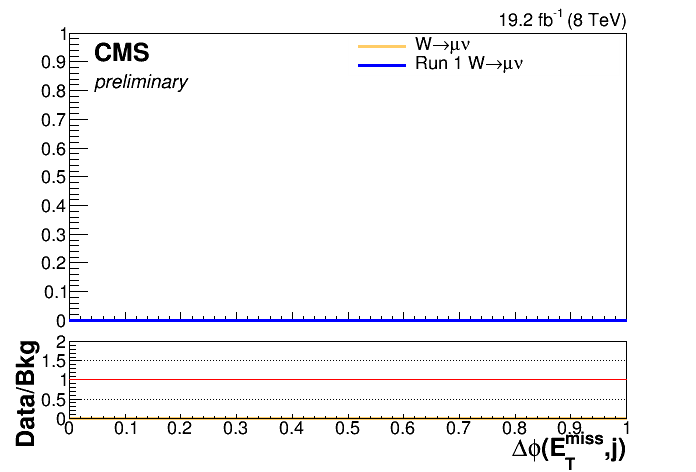 19.2 fb⁻¹ (8 TeV)
CMS
preliminary
W→μν
Run 1 W→μν
1
0.9
0.8
0.7
0.6
0.5
0.4
0.3
0.2
0.1
0
Data/Bkg
2
1.5
1
0.5
0
0 0.1 0.2 0.3 0.4 0.5 0.6 0.7 0.8 0.9 1
Δϕ(E_T^miss,j)